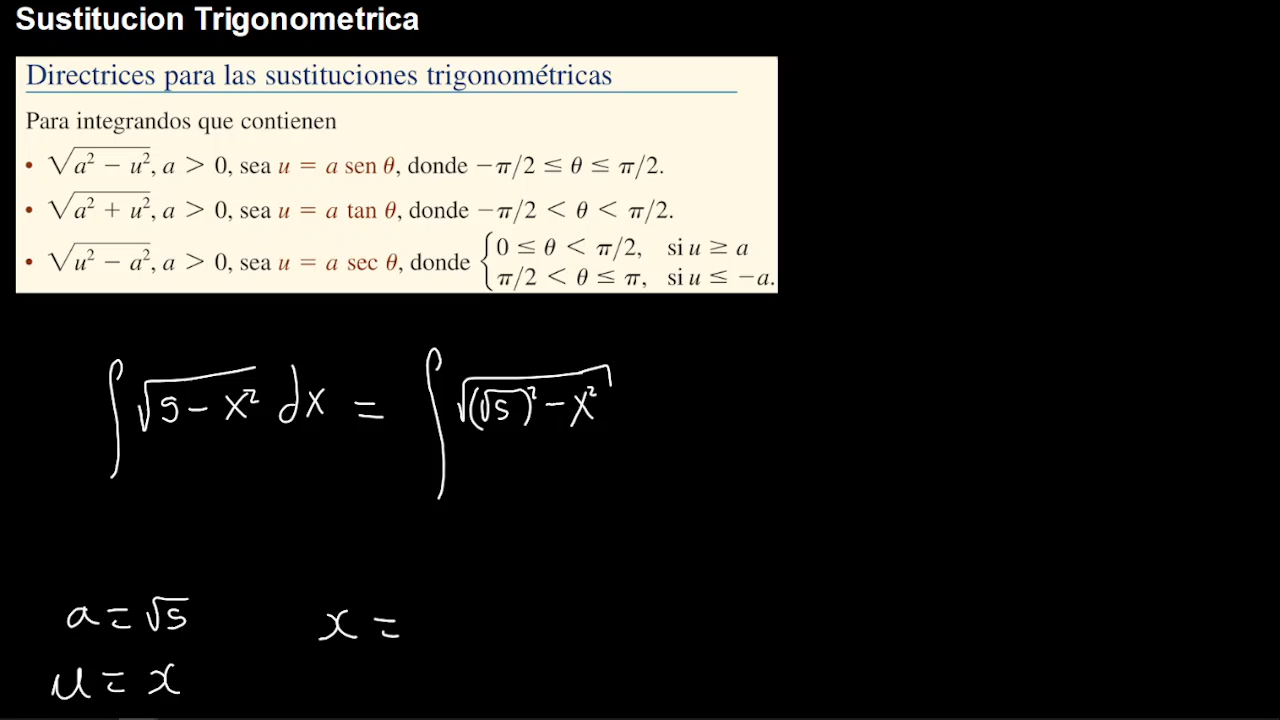 Sustitucion Trigonometrica
Directrices para las sustituciones trigonométricas
Para integrandos que contienen
• √(a² − u²), a > 0, sea u = a sen θ, donde −π/2 ≤ θ ≤ π/2.
• √(a² + u²), a > 0, sea u = a tan θ, donde −π/2 < θ < π/2.
• √(u² − a²), a > 0, sea u = a sec θ, donde { 0 ≤ θ < π/2, si u ≥ a
π/2 < θ ≤ π, si u ≤ −a.
∫ √(5 − x²) dx = ∫ √((√5)² − x²)
a = √5 x =
u = x